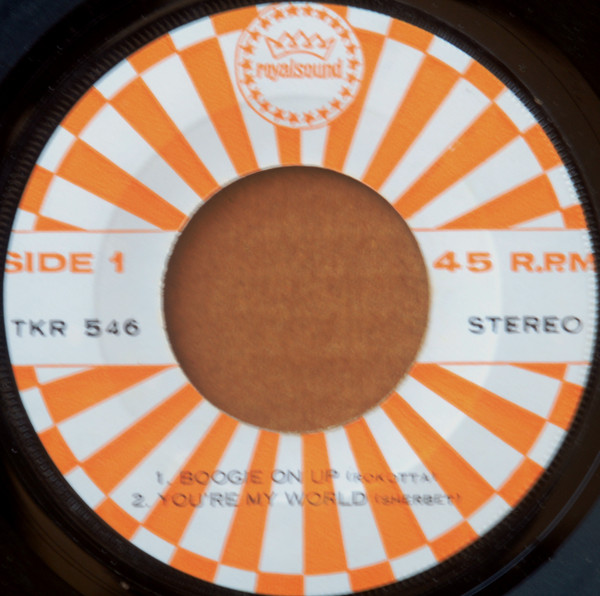 royalsound
SIDE 1
45 R.P.M
TKR 546
STEREO
1. BOOGIE ON UP (ROKOTTA)
2. YOU'RE MY WORLD (SHERBET)